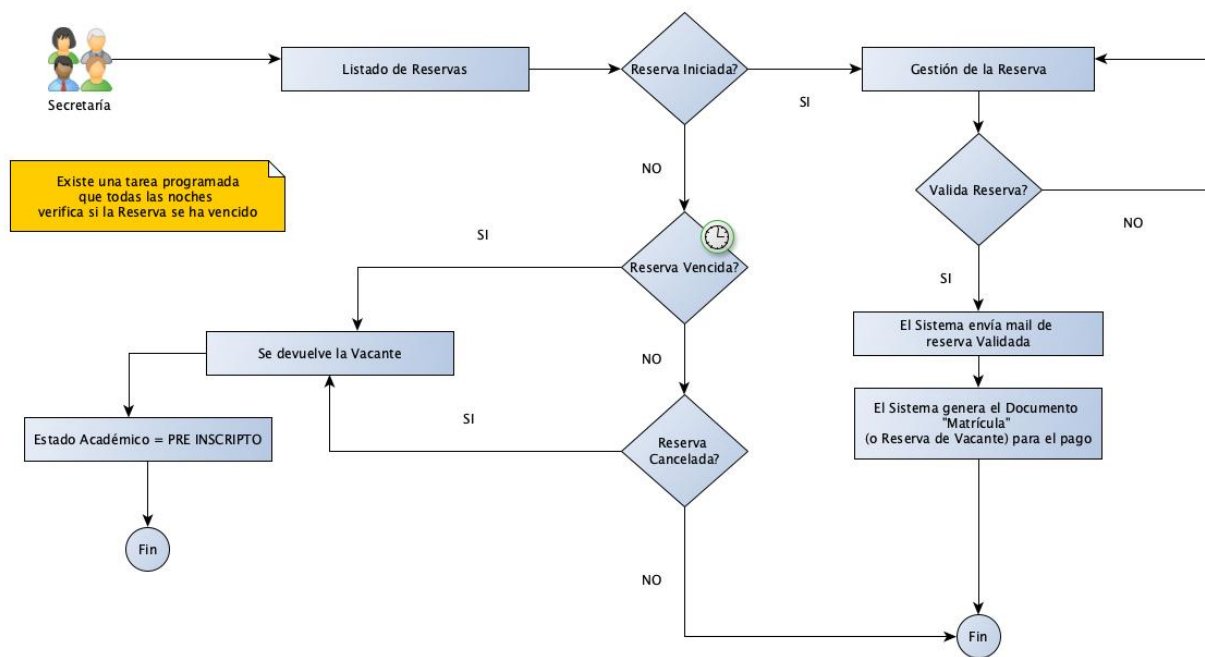 Secretaría
Listado de Reservas
Reserva Iniciada?
SI
Gestión de la Reserva
NO
Existe una tarea programada
que todas las noches
verifica si la Reserva se ha vencido
Valida Reserva?
NO
SI
SI
Reserva Vencida?
El Sistema envía mail de
reserva Validada
Se devuelve la Vacante
NO
El Sistema genera el Documento
"Matrícula"
(o Reserva de Vacante) para el pago
SI
Estado Académico = PRE INSCRIPTO
Reserva
Cancelada?
Fin
NO
Fin